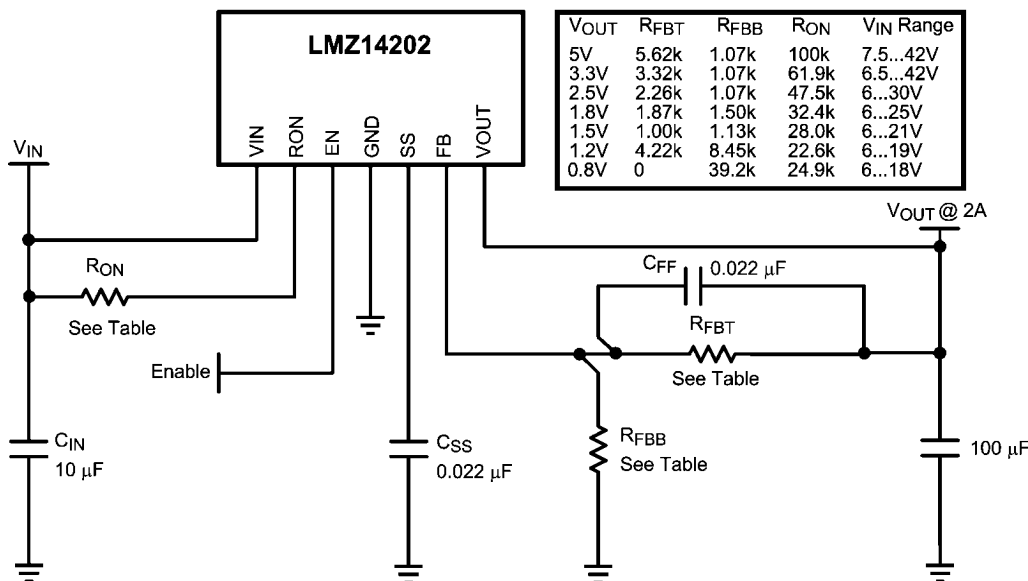 LMZ14202
VIN
RON
EN
GND
SS
FB
VOUT
VOUT RFBT RFBB RON VIN Range
5V 5.62k 1.07k 100k 7.5...42V
3.3V 3.32k 1.07k 61.9k 6.5...42V
2.5V 2.26k 1.07k 47.5k 6...30V
1.8V 1.87k 1.50k 32.4k 6...25V
1.5V 1.00k 1.13k 28.0k 6...21V
1.2V 4.22k 8.45k 22.6k 6...19V
0.8V 0 39.2k 24.9k 6...18V
VIN
VOUT @ 2A
RON
See Table
CFF 0.022 μF
RFBT
See Table
Enable
CIN
10 μF
CSS
0.022 μF
RFBB
See Table
100 μF